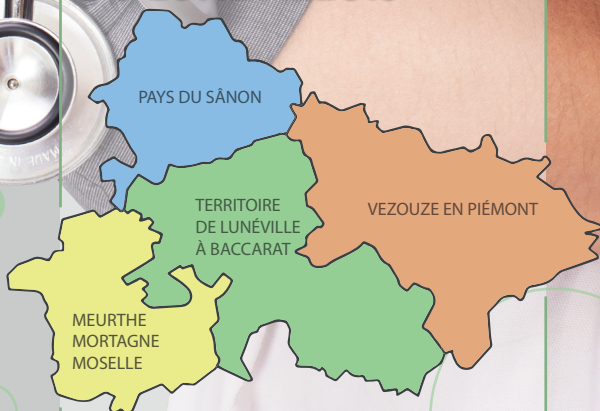 PAYS DU SÂNON
TERRITOIRE
DE LUNÉVILLE
À BACCARAT
VEZOUZE EN PIÉMONT
MEURTHE
MORTAGNE
MOSELLE